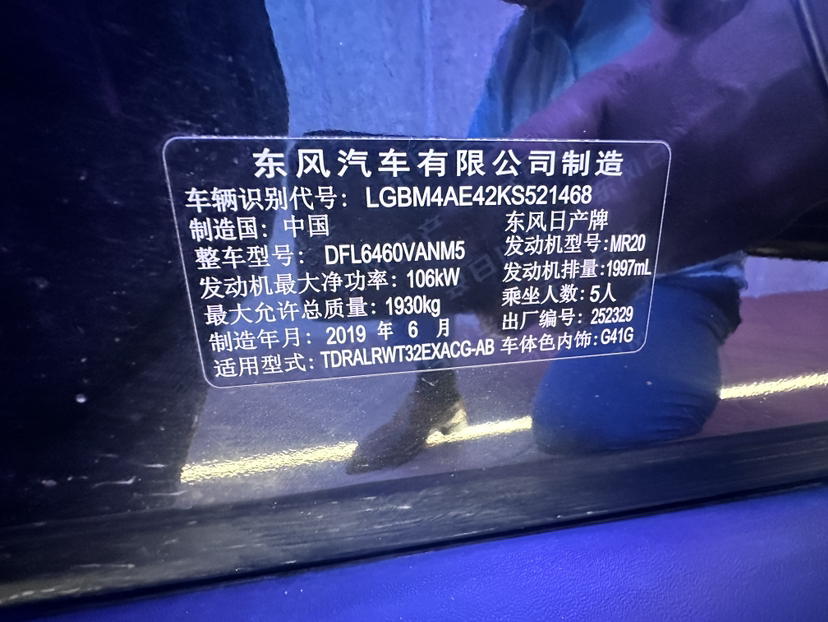 东风汽车有限公司制造
车辆识别代号: LGBM4AE42KS521468
制造国: 中国 东风日产牌
整车型号: DFL6460VANM5 发动机型号:MR20
发动机最大净功率: 106kW 发动机排量:1997mL
最大允许总质量: 1930kg 乘坐人数: 5人
制造年月: 2019 年 6 月 出厂编号: 252329
适用型式: TDRALRWT32EXACG-AB 车体色内饰:G41G